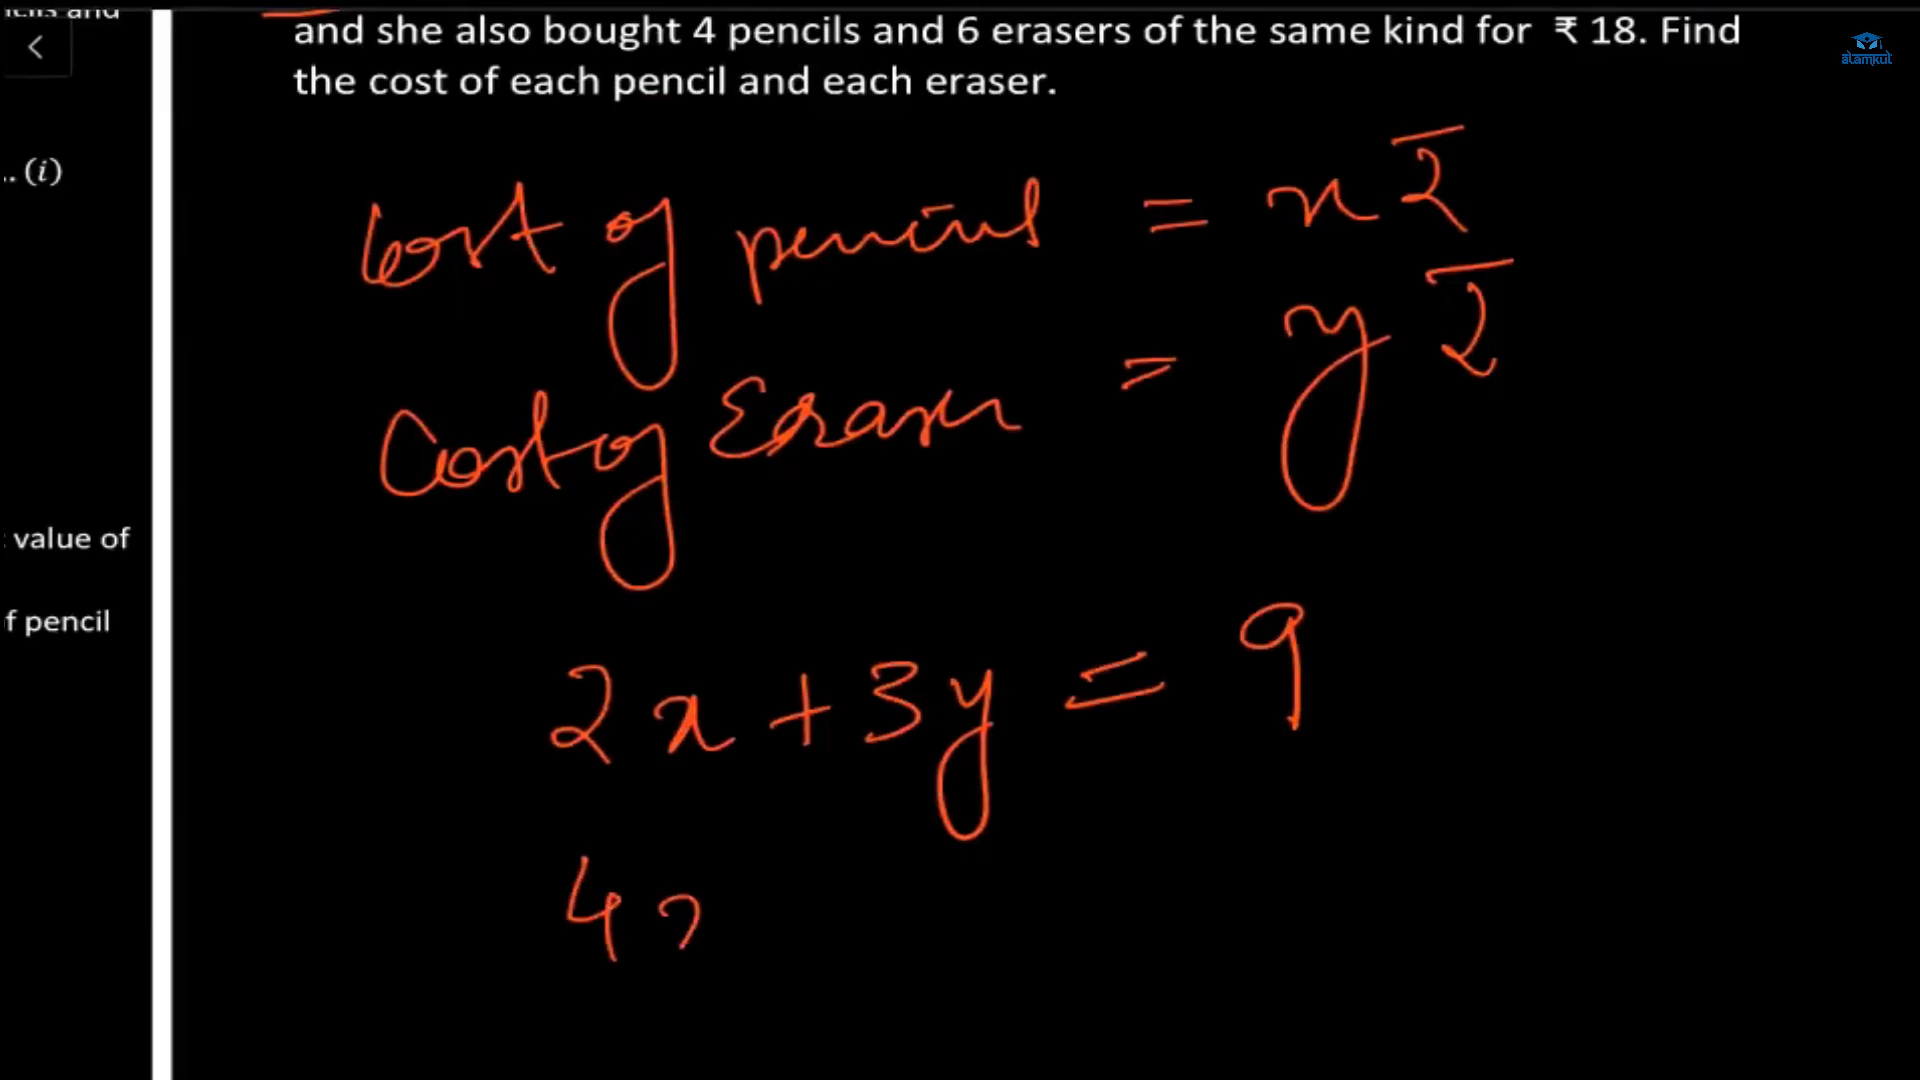 and she also bought 4 pencils and 6 erasers of the same kind for ₹ 18. Find
the cost of each pencil and each eraser.
.. (i)
Cost of pencil = x ₹
Cost of Eraser = y ₹
value of
f pencil
2x + 3y = 9
4
alamkul